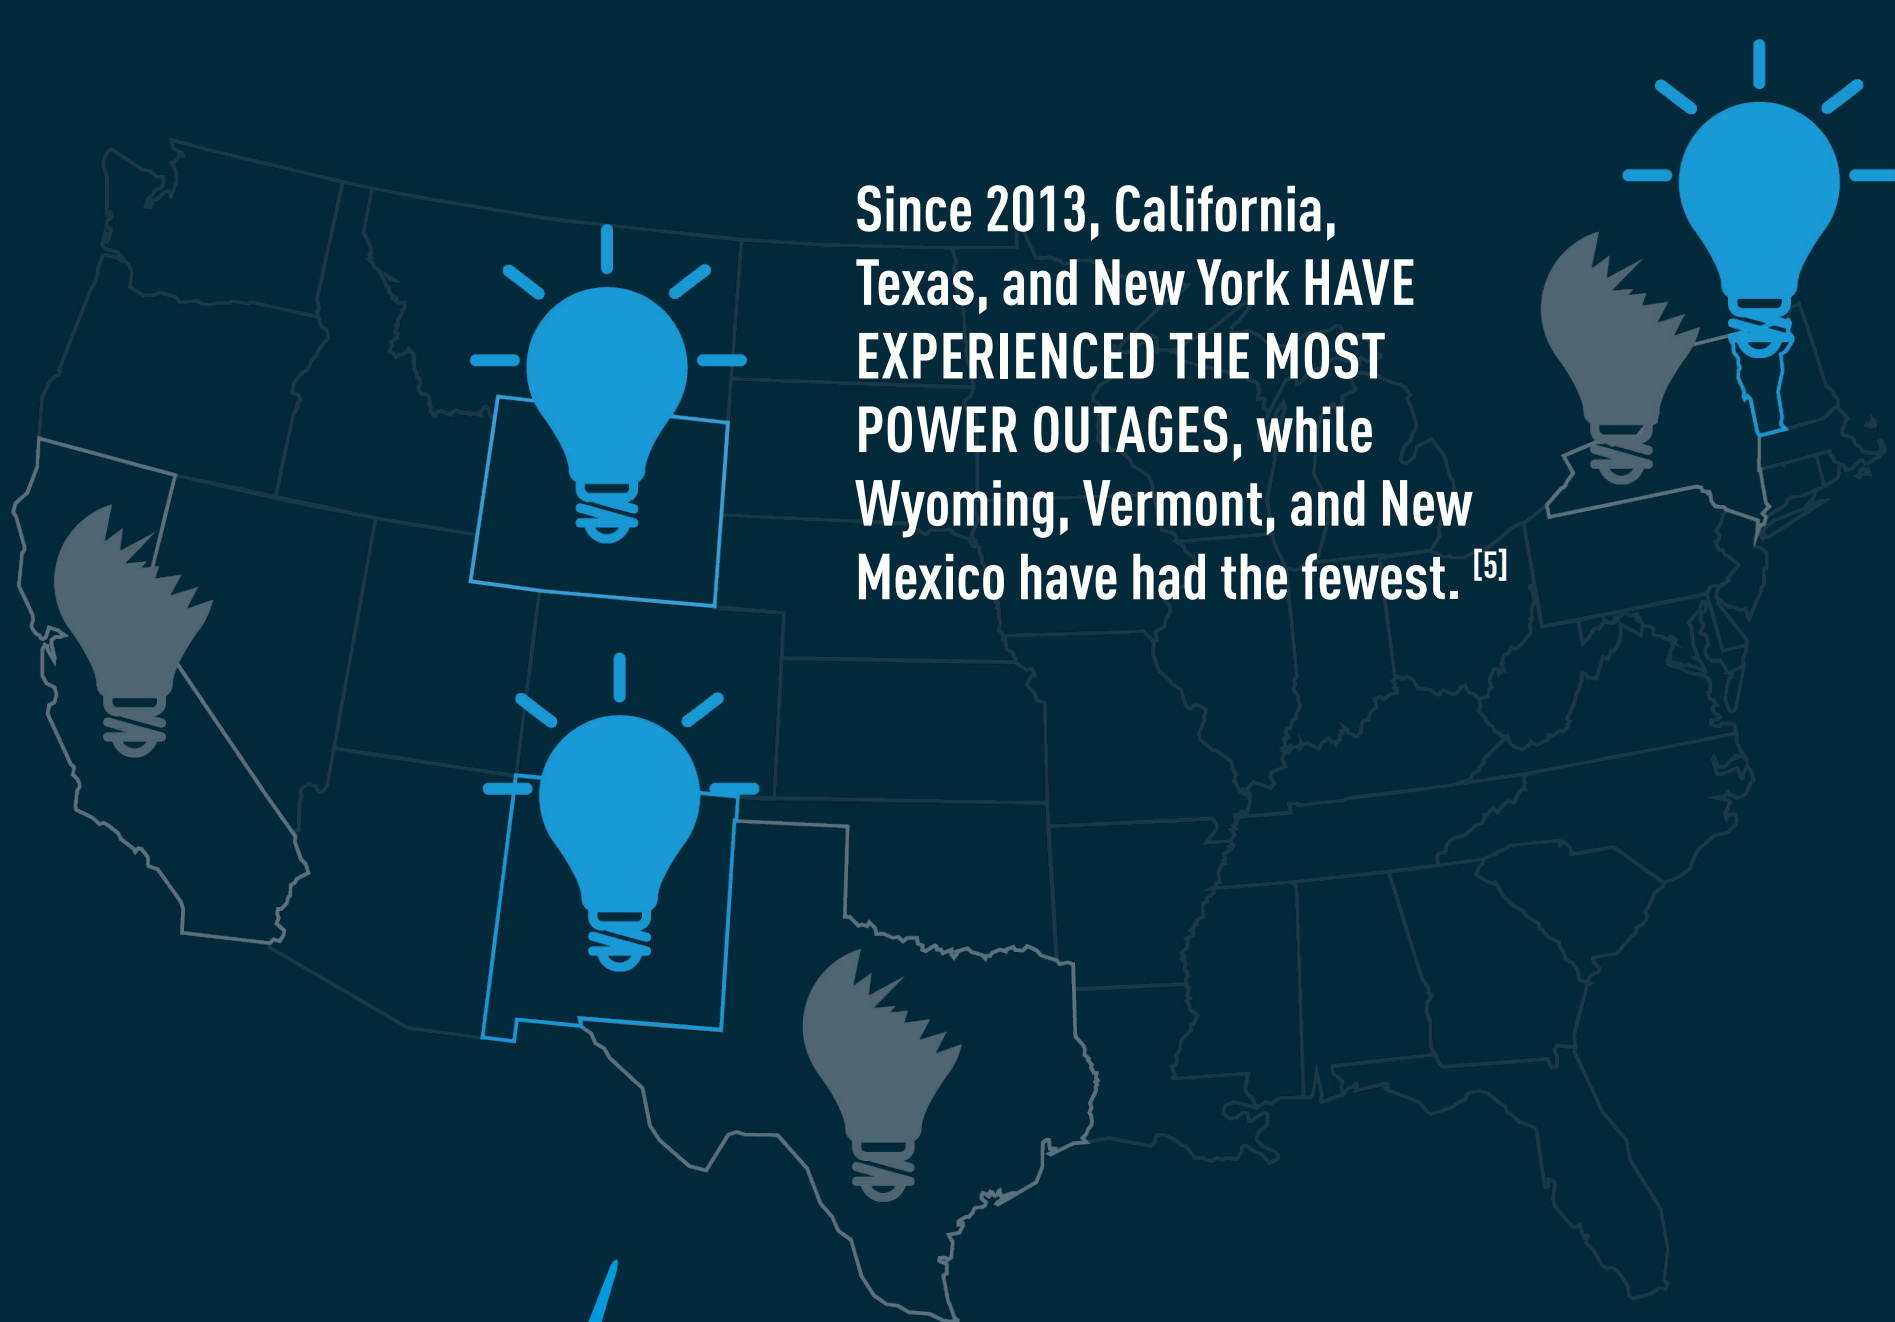 Since 2013, California,
Texas, and New York HAVE
EXPERIENCED THE MOST
POWER OUTAGES, while
Wyoming, Vermont, and New
Mexico have had the fewest. [5]